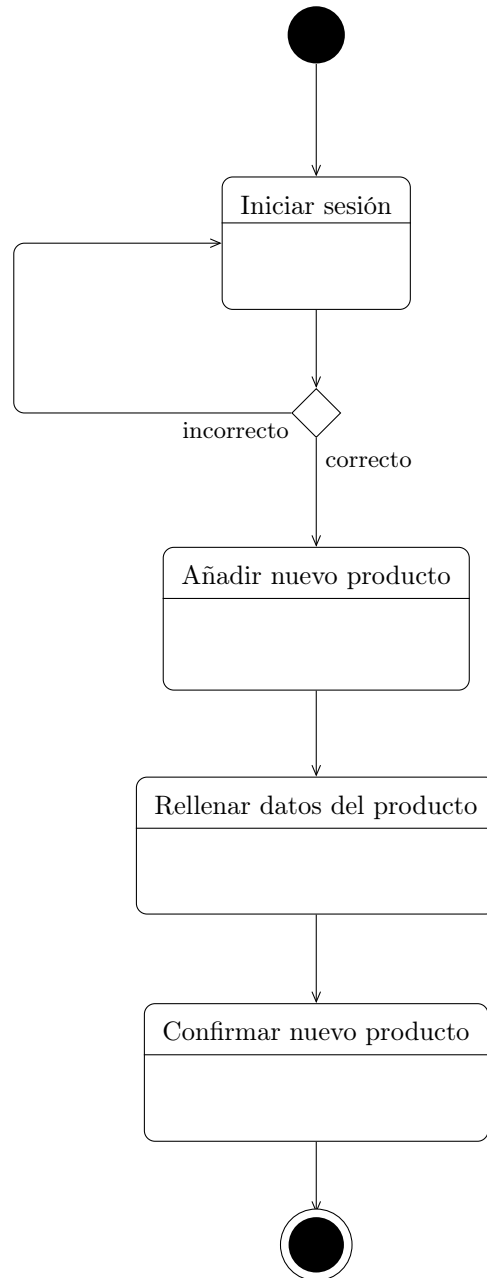 Iniciar sesión
incorrecto
correcto
Añadir nuevo producto
Rellenar datos del producto
Confirmar nuevo producto